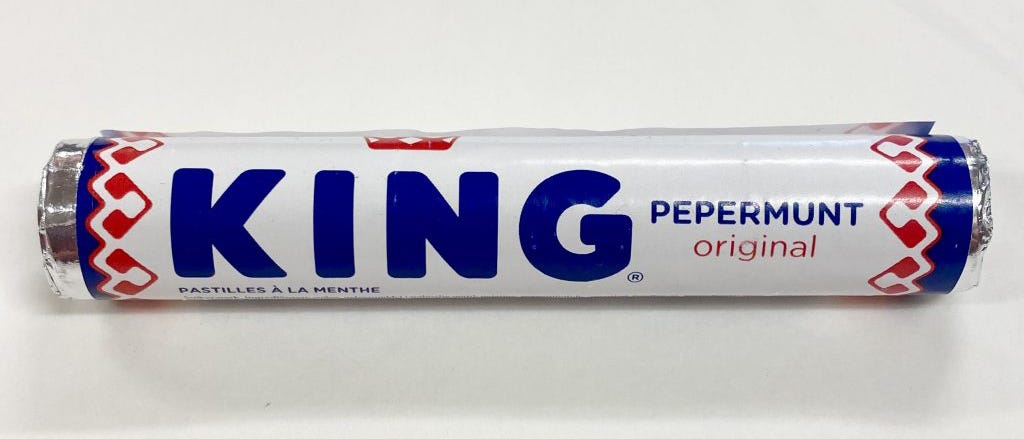 KING
®
PEPERMUNT
original
PASTILLES À LA MENTHE